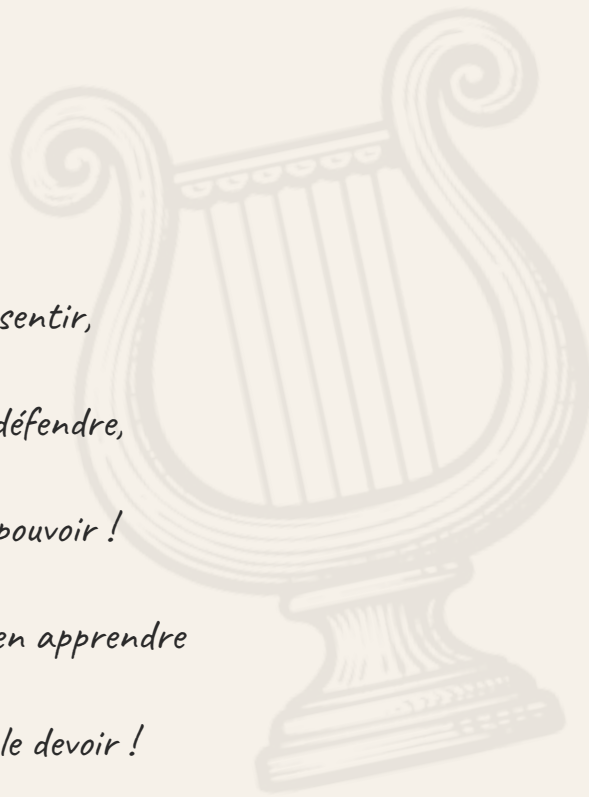 sentir,
défendre,
pouvoir !
en apprendre
le devoir !